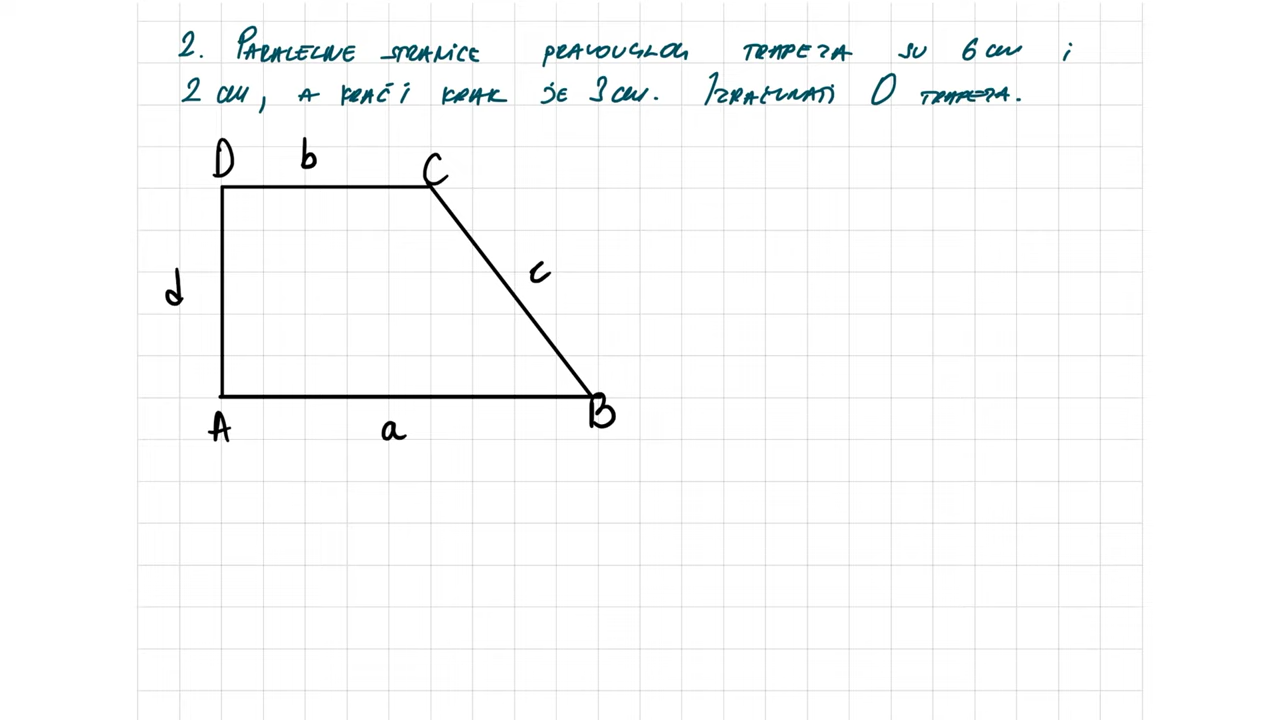 2. PARALELNE STRANICE PRAVOUGLOG TRAPEZA SU 6 cm i
2 cm, A KRAĆI KRAK JE 3 cm. IZRAČUNATI O TRAPEZA.
D b C
d c
A a B